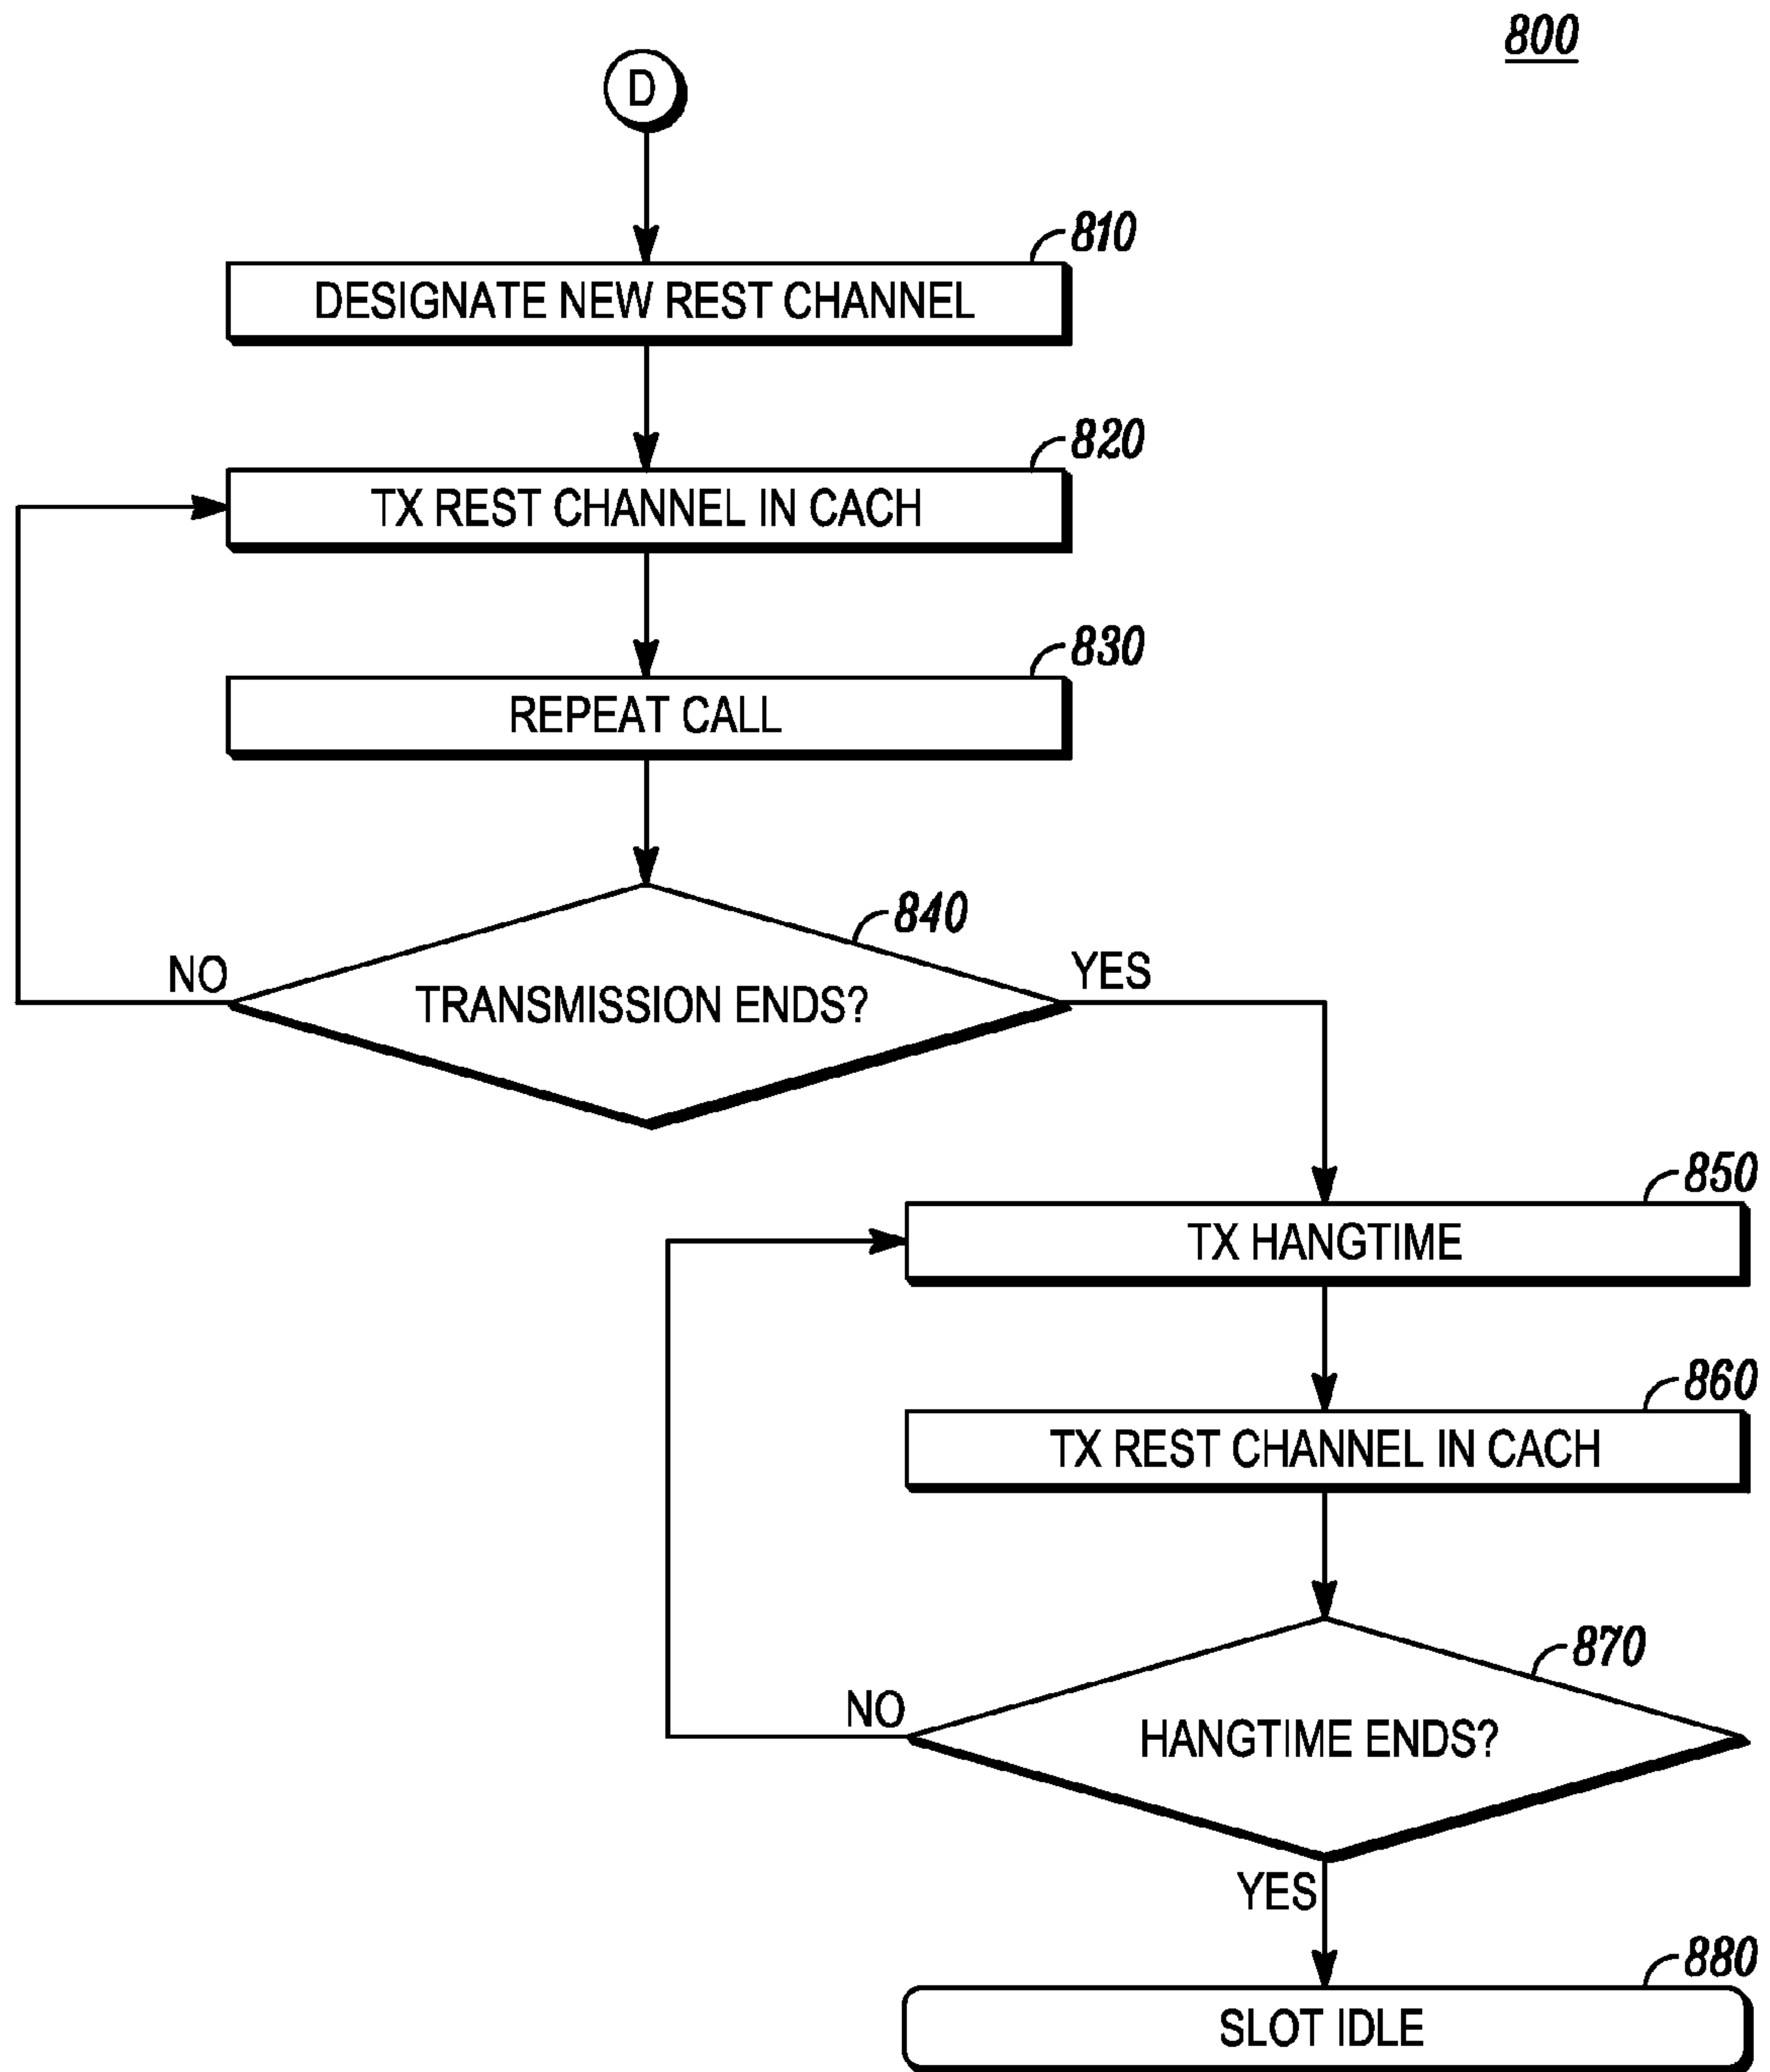 800
D
810
DESIGNATE NEW REST CHANNEL
820
TX REST CHANNEL IN CACH
830
REPEAT CALL
840
NO
YES
TRANSMISSION ENDS?
850
TX HANGTIME
860
TX REST CHANNEL IN CACH
870
NO
HANGTIME ENDS?
YES
880
SLOT IDLE